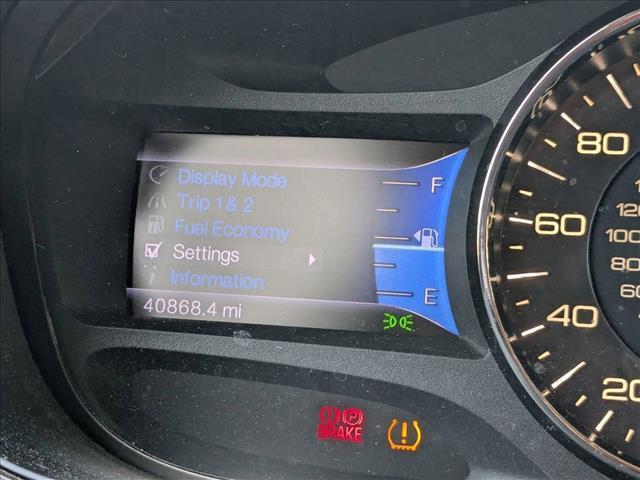 Display Mode
Trip 1 & 2
Fuel Economy
Settings
Information
40868.4 mi
F
E
BRAKE
P
80
60
40
20
120
100
80
60